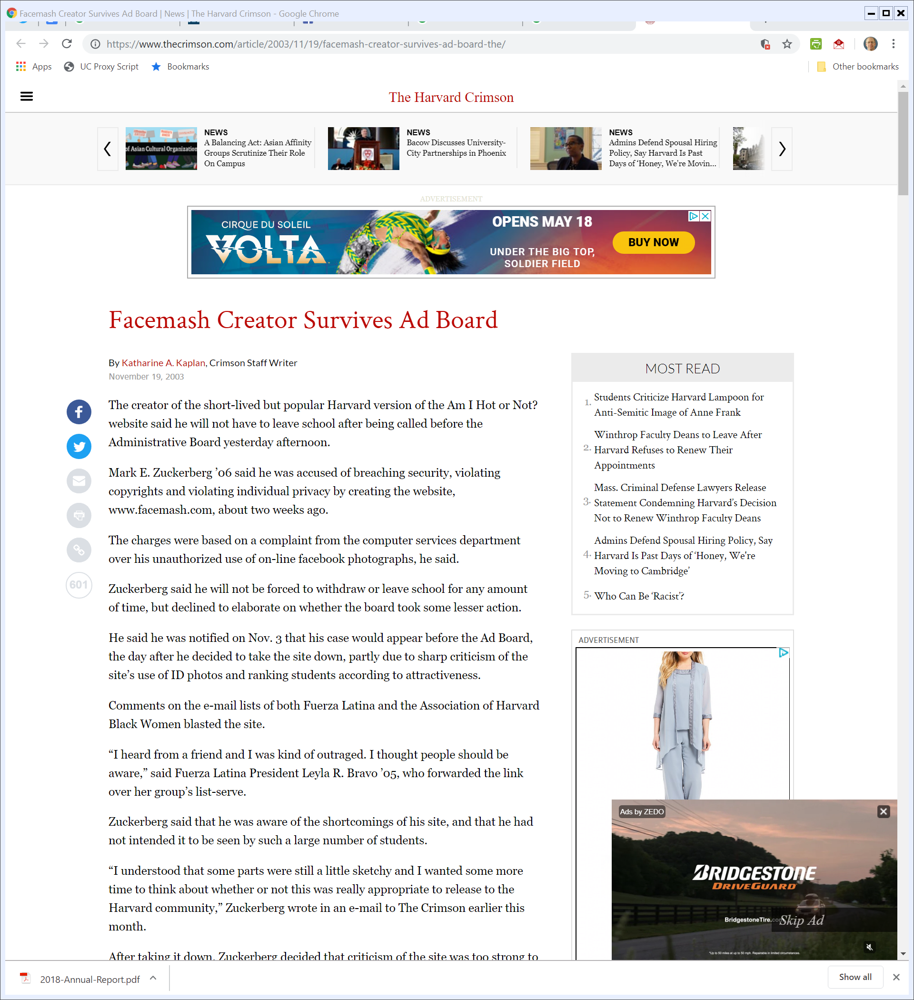 Facemash Creator Survives Ad Board | News | The Harvard Crimson - Google Chrome
https://www.thecrimson.com/article/2003/11/19/facemash-creator-survives-ad-board-the/
Apps
UC Proxy Script
Bookmarks
Other bookmarks
The Harvard Crimson
of Asian Cultural Organization
NEWS
A Balancing Act: Asian Affinity
Groups Scrutinize Their Role
On Campus
NEWS
Bacow Discusses University-
City Partnerships in Phoenix
NEWS
Admins Defend Spousal Hiring
Policy, Say Harvard Is Past
Days of ‘Honey, We're Movin...
ADVERTISEMENT
CIRQUE DU SOLEIL
VOLTA
OPENS MAY 18
UNDER THE BIG TOP,
SOLDIER FIELD
BUY NOW
Facemash Creator Survives Ad Board
By Katharine A. Kaplan, Crimson Staff Writer
November 19, 2003
The creator of the short-lived but popular Harvard version of the Am I Hot or Not?
website said he will not have to leave school after being called before the
Administrative Board yesterday afternoon.
Mark E. Zuckerberg ’06 said he was accused of breaching security, violating
copyrights and violating individual privacy by creating the website,
www.facemash.com, about two weeks ago.
The charges were based on a complaint from the computer services department
over his unauthorized use of on-line facebook photographs, he said.
601
Zuckerberg said he will not be forced to withdraw or leave school for any amount
of time, but declined to elaborate on whether the board took some lesser action.
He said he was notified on Nov. 3 that his case would appear before the Ad Board,
the day after he decided to take the site down, partly due to sharp criticism of the
site’s use of ID photos and ranking students according to attractiveness.
Comments on the e-mail lists of both Fuerza Latina and the Association of Harvard
Black Women blasted the site.
“I heard from a friend and I was kind of outraged. I thought people should be
aware,” said Fuerza Latina President Leyla R. Bravo ’05, who forwarded the link
over her group’s list-serve.
Zuckerberg said that he was aware of the shortcomings of his site, and that he had
not intended it to be seen by such a large number of students.
“I understood that some parts were still a little sketchy and I wanted some more
time to think about whether or not this was really appropriate to release to the
Harvard community,” Zuckerberg wrote in an e-mail to The Crimson earlier this
month.
After taking it down, Zuckerberg decided that criticism of the site was too strong to
MOST READ
1. Students Criticize Harvard Lampoon for
Anti-Semitic Image of Anne Frank
2. Winthrop Faculty Deans to Leave After
Harvard Refuses to Renew Their
Appointments
3. Mass. Criminal Defense Lawyers Release
Statement Condemning Harvard’s Decision
Not to Renew Winthrop Faculty Deans
4. Admins Defend Spousal Hiring Policy, Say
Harvard Is Past Days of ‘Honey, We're
Moving to Cambridge’
5. Who Can Be ‘Racist’?
ADVERTISEMENT
Ads by ZEDO
BRIDGESTONE
DRIVEGUARD
BridgestoneTire.co
Skip Ad
*Up to 50 miles at up to 50 mph. Repairable in limited circumstances.
2018-Annual-Report.pdf
Show all